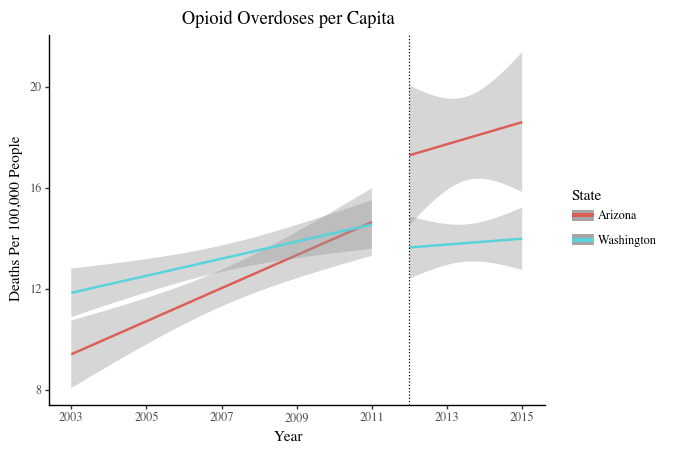 Opioid Overdoses per Capita
Deaths Per 100,000 People
20
16
12
8
2003 2005 2007 2009 2011 2013 2015
Year
State
Arizona
Washington